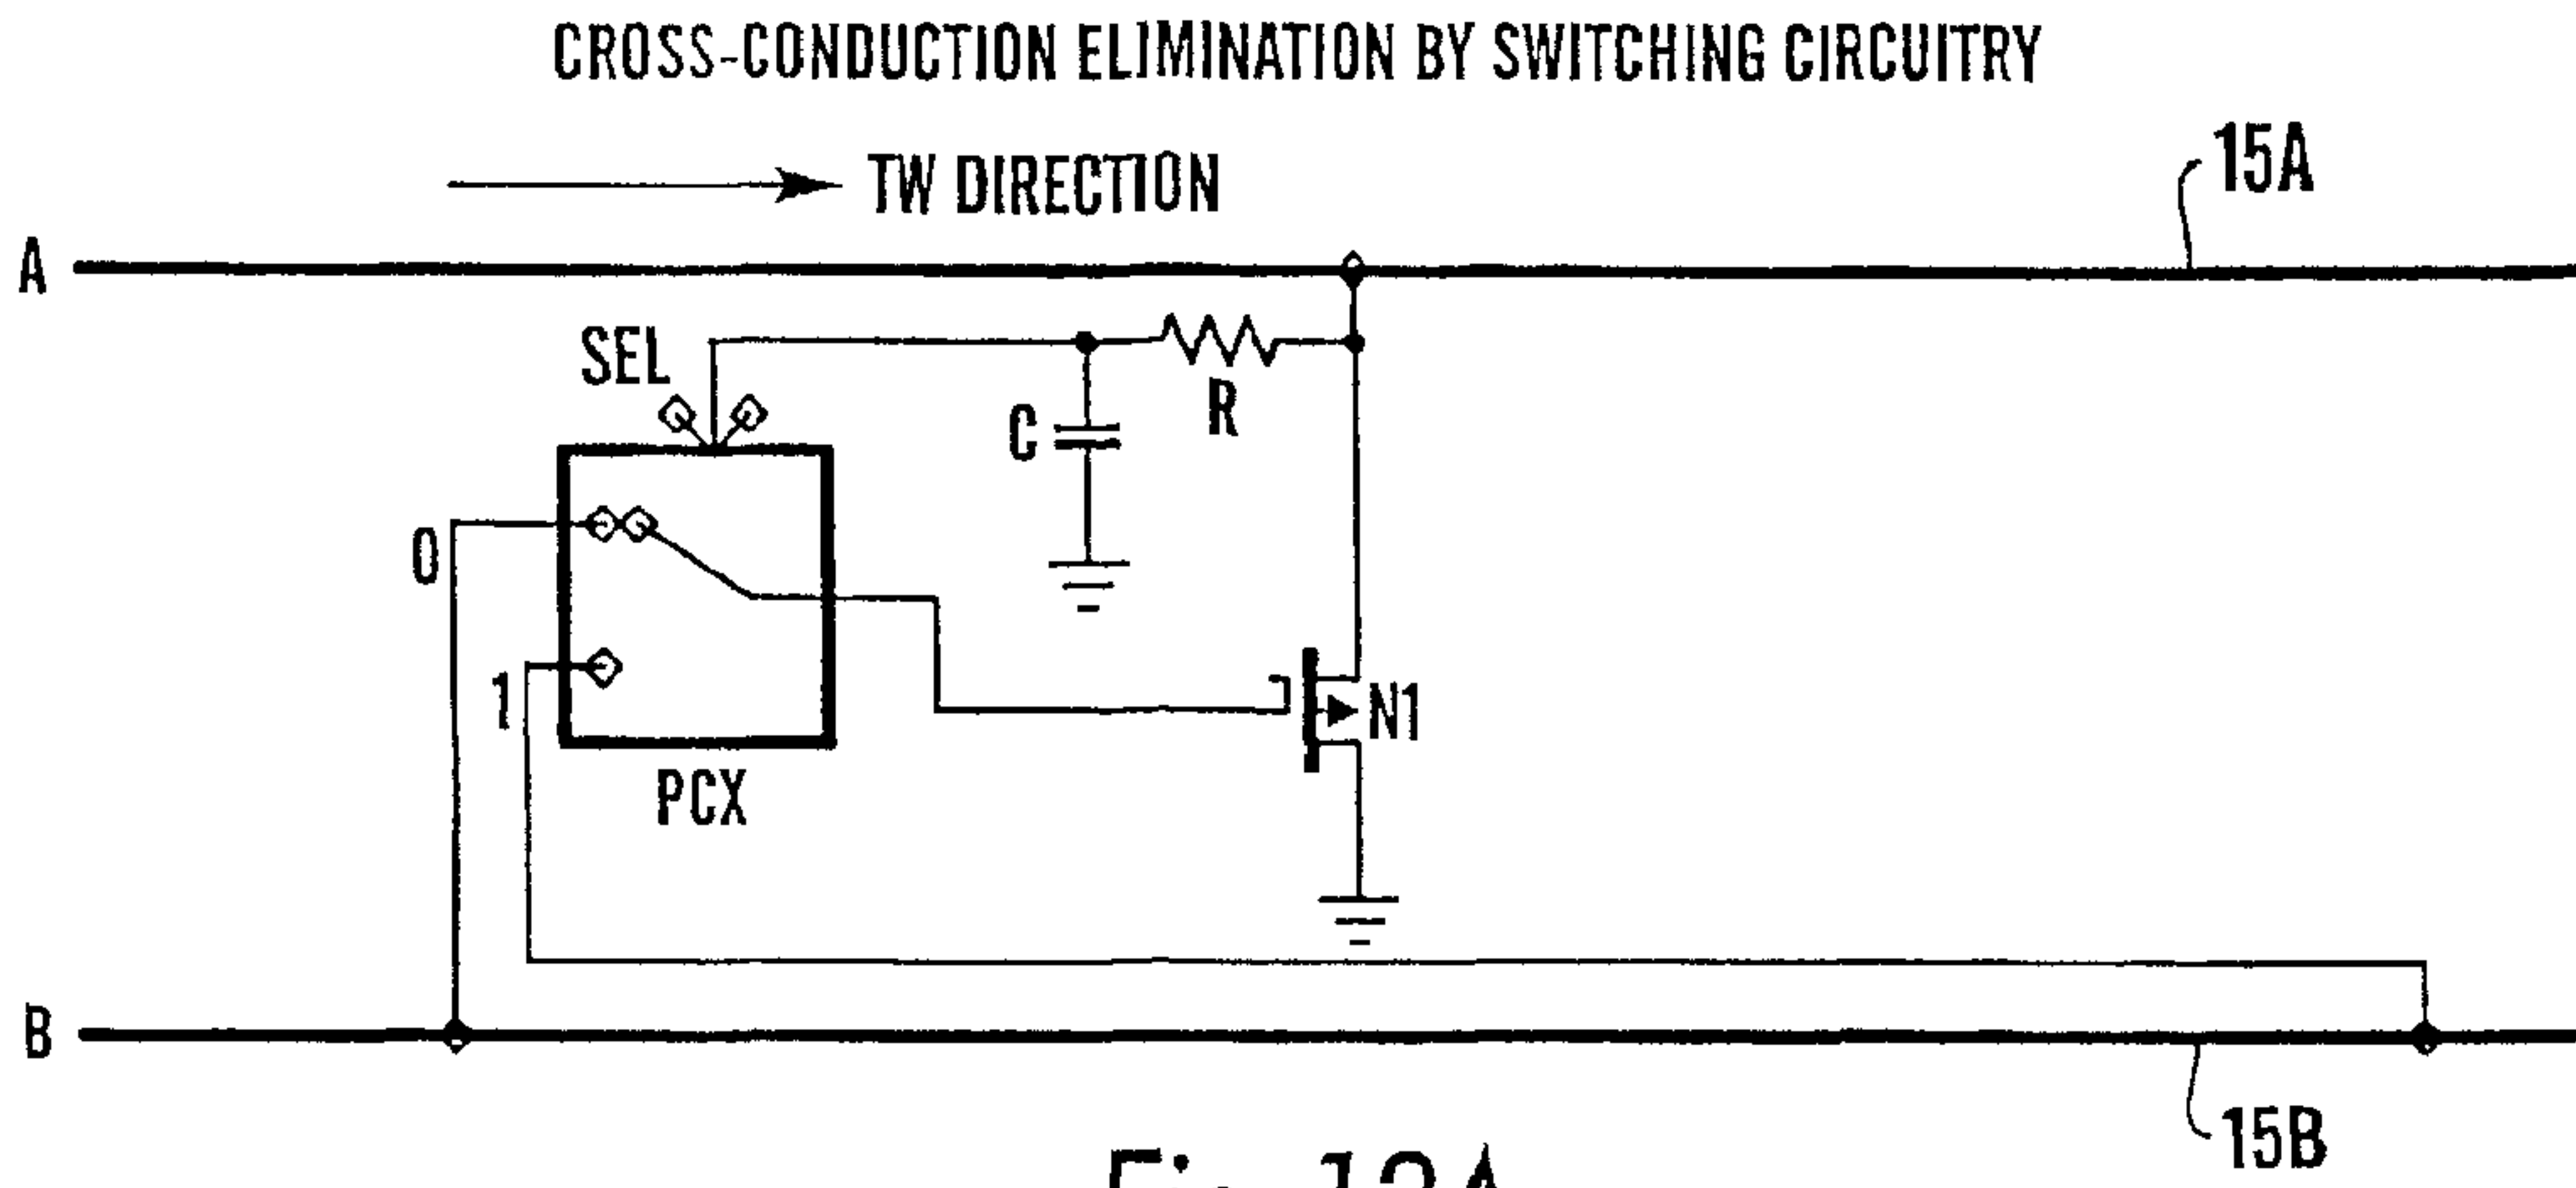 CROSS-CONDUCTION ELIMINATION BY SWITCHING CIRCUITRY
TW DIRECTION
15A
A
SEL
R
C
0
1
N1
PCX
B
15B